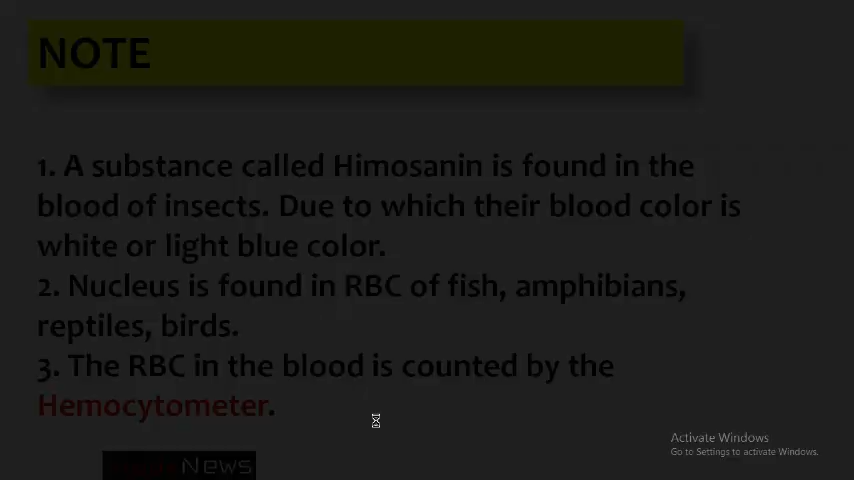 NOTE
1. A substance called Himosanin is found in the
blood of insects. Due to which their blood color is
white or light blue color.
2. Nucleus is found in RBC of fish, amphibians,
reptiles, birds.
3. The RBC in the blood is counted by the
Hemocytometer.
Activate Windows
Go to Settings to activate Windows.
News